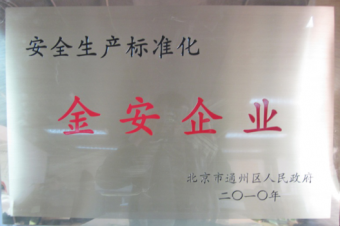 安全生产标准化
金安企业
北京市通州区人民政府
二〇一〇年